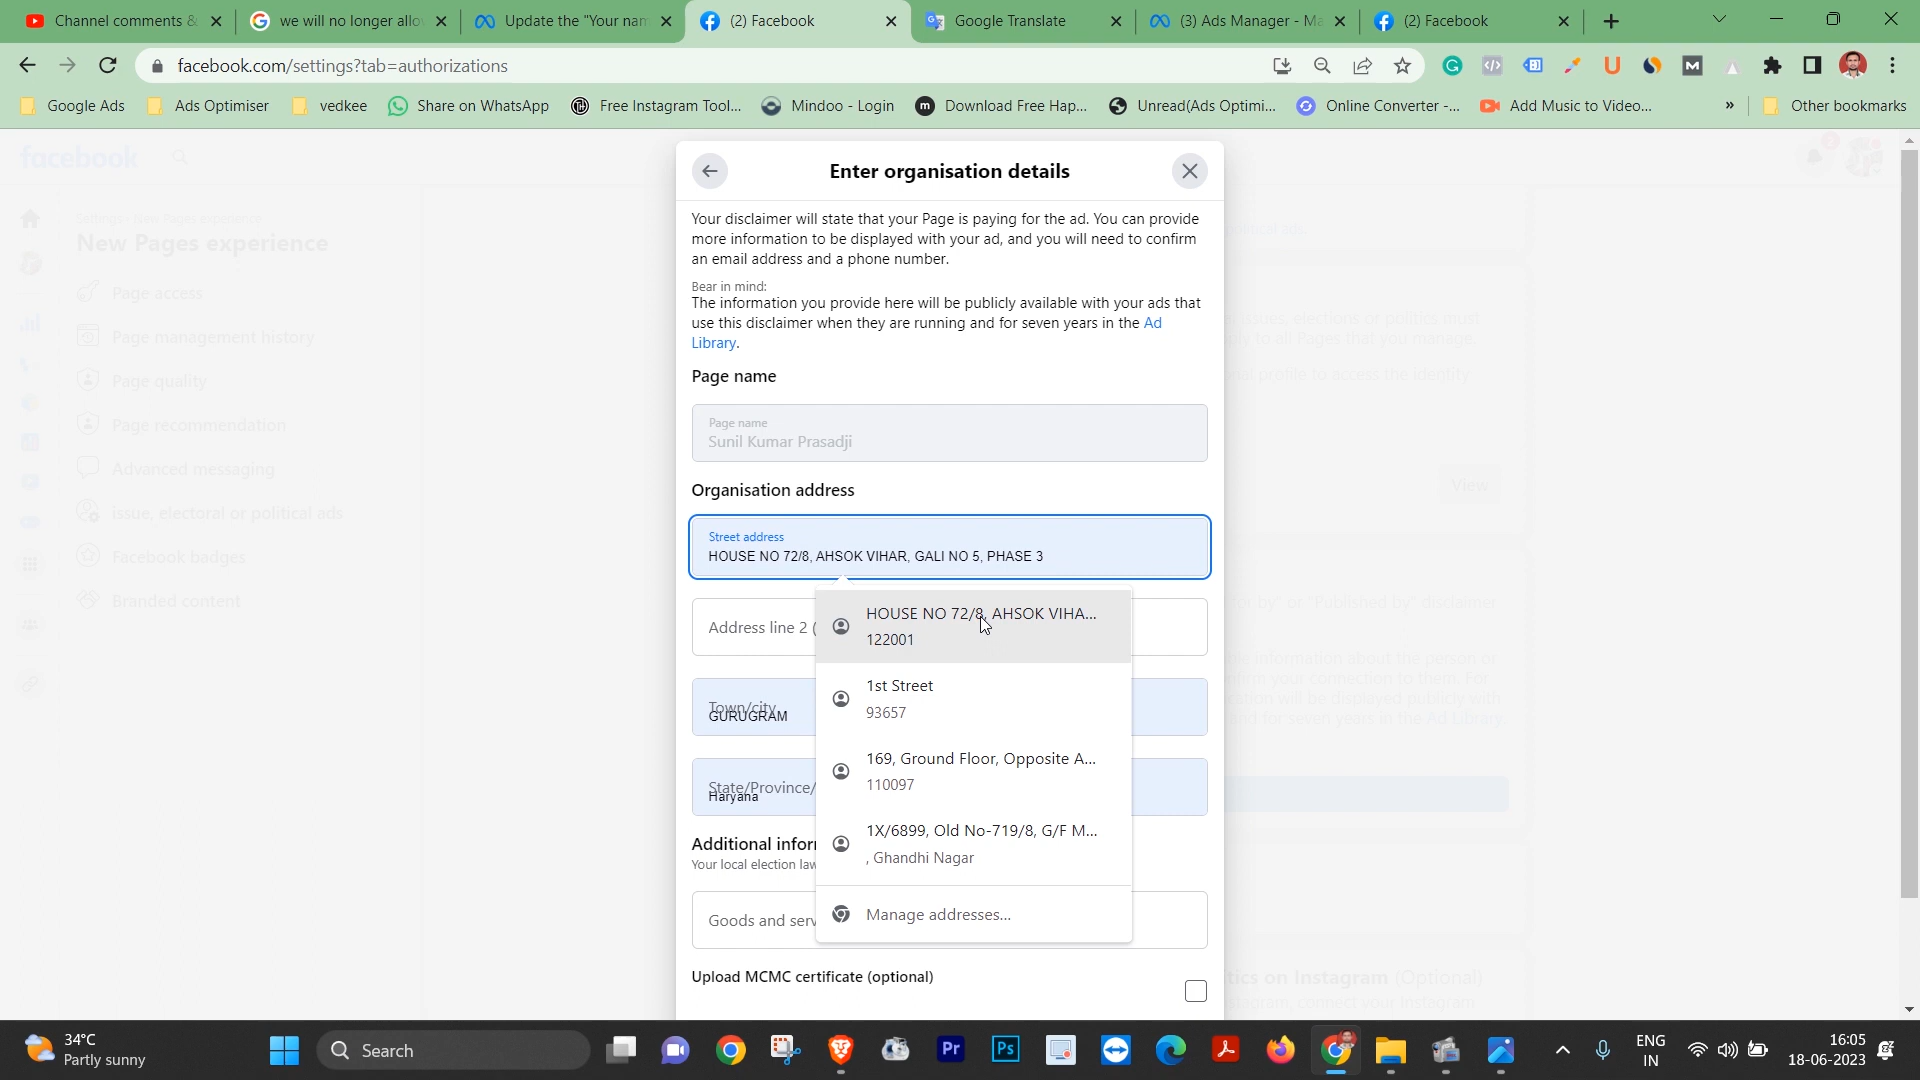 Channel comments &
we will no longer allo
Update the "Your nam
(2) Facebook
Google Translate
(3) Ads Manager - Ma
(2) Facebook
facebook.com/settings?tab=authorizations
Google Ads
Ads Optimiser
vedkee
Share on WhatsApp
Free Instagram Tool...
Mindoo - Login
Download Free Hap...
Unread(Ads Optimi...
Online Converter -...
Add Music to Video...
»
Other bookmarks
facebook
New Pages experience
Page access
Page management history
Page quality
Page recommendation
Advanced messaging
issue, electoral or political ads
Facebook badges
Branded content
Enter organisation details
Your disclaimer will state that your Page is paying for the ad. You can provide
more information to be displayed with your ad, and you will need to confirm
an email address and a phone number.
Bear in mind:
The information you provide here will be publicly available with your ads that
use this disclaimer when they are running and for seven years in the Ad
Library.
Page name
Page name
Sunil Kumar Prasadji
Organisation address
Street address
HOUSE NO 72/8, AHSOK VIHAR, GALI NO 5, PHASE 3
Address line 2 (
Town/city
GURUGRAM
State/Province/
Haryana
HOUSE NO 72/8, AHSOK VIHA...
122001
1st Street
93657
169, Ground Floor, Opposite A...
110097
1X/6899, Old No-719/8, G/F M...
, Ghandhi Nagar
Manage addresses...
Additional infor
Your local election law
Goods and serv
Upload MCMC certificate (optional)
View
34°C
Partly sunny
Search
Pr
Ps
ENG
IN
16:05
18-06-2023